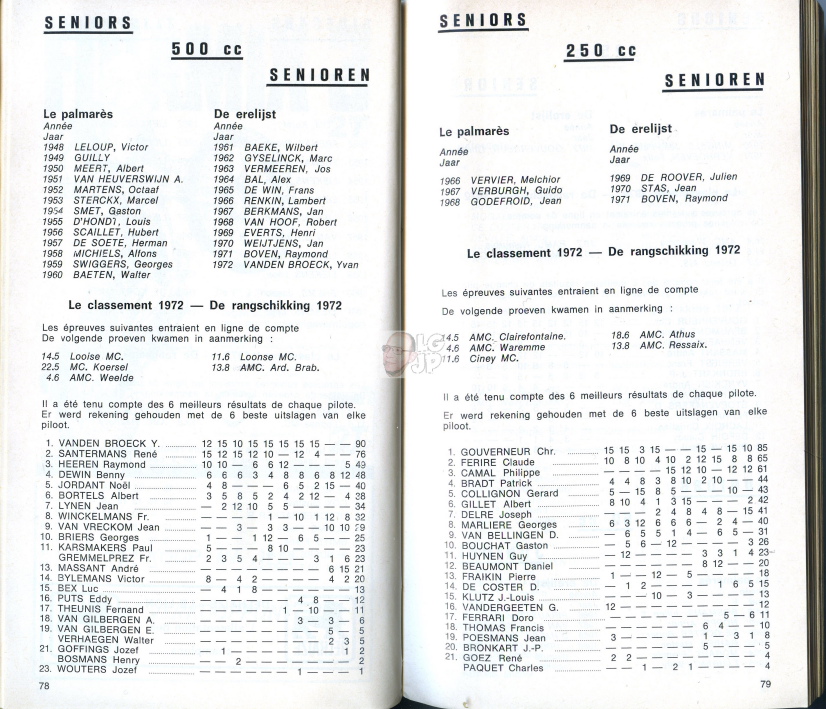 SENIORS
500 cc
SENIOREN
Le palmarès
Année
Jaar
1948 LELOUP, Victor
1949 GUILLY
1950 MEERT, Albert
1951 VAN HEUVERSWIJN A.
1952 MARTENS, Octaaf
1953 STERCKX, Marcel
1954 SMET, Gaston
1955 D'HONDT, Louis
1956 SCAILLET, Hubert
1957 DE SOETE, Herman
1958 MICHIELS, Alfons
1959 SWIGGERS, Georges
1960 BAETEN, Walter
De erelijst
Année
Jaar
1961 BAEKE, Wilbert
1962 GYSELINCK, Marc
1963 VERMEEREN, Jos
1964 BAL, Alex
1965 DE WIN, Frans
1966 RENKIN, Lambert
1967 BERKMANS, Jan
1968 VAN HOOF, Robert
1969 EVERTS, Henri
1970 WEIJTJENS, Jan
1971 BOVEN, Raymond
1972 VANDEN BROECK, Yvan
Le classement 1972 — De rangschikking 1972
Les épreuves suivantes entraient en ligne de compte
De volgende proeven kwamen in aanmerking :
14.5 Looise MC.
22.5 MC. Koersel
4.6 AMC. Weelde
11.6 Loonse MC.
13.8 AMC. Ard. Brab.
Il a été tenu compte des 6 meilleurs résultats de chaque pilote.
Er werd rekening gehouden met de 6 beste uitslagen van elke
piloot.
1. VANDEN BROECK Y. 12 15 10 15 15 15 15 15 — — 90
2. SANTERMANS René 15 12 15 12 10 — 12 4 — — 76
3. HEEREN Raymond 10 10 — 6 6 12 — — — 5 49
4. DEWIN Benny 6 6 6 3 4 8 8 6 8 12 48
5. JORDANT Noël 4 8 — — — 6 5 2 15 — 40
6. BORTELS Albert 3 5 8 5 2 4 2 12 — 4 38
7. LYNEN Jean — 2 12 10 5 5 — — — — 34
8. WINCKELMANS Fr. — — — — 1 — 10 1 12 8 32
9. VAN VRECKOM Jean — — 3 — 3 3 — 10 10 29
10. BRIERS Georges 1 — — 1 12 — 6 5 — — 25
11. KARSMAKERS Paul 5 — — — 8 10 — — — — 23
GREMMELPREZ Fr. 2 3 5 4 — — — 3 1 6 23
13. MASSANT André — — — — — — — — 6 15 21
14. BYLEMANS Victor 8 — 4 2 — — — — 4 2 20
15. BEX Luc — 4 1 8 — — — — — — 13
16. PUTS Eddy — — — — — — 4 8 — — 12
17. THEUNIS Fernand — — — — — 1 — 10 — — 11
18. VAN GILBERGEN A. — — — — — — 3 — 3 — 6
19. VAN GILBERGEN E. — — — — — — — — 5 — 5
VERHAEGEN Walter — — — — — — — — 2 3 5
21. GOFFINGS Jozef — 1 — — — — — — — 1 2
BOSMANS Henry — — 2 — — — — — — — 2
23. WOUTERS Jozef — — — — — — 1 — — — 1
78
SENIORS
250 cc
SENIOREN
Le palmarès
Année
Jaar
1966 VERVIER, Melchior
1967 VERBURGH, Guido
1968 GODEFROID, Jean
De erelijst
Année
Jaar
1969 DE ROOVER, Julien
1970 STAS, Jean
1971 BOVEN, Raymond
Le classement 1972 — De rangschikking 1972
Les épreuves suivantes entraient en ligne de compte
De volgende proeven kwamen in aanmerking :
14.5 AMC. Clairefontaine.
4.6 AMC. Waremme
11.6 Ciney MC.
18.6 AMC. Athus
13.8 AMC. Ressaix.
LG
JP
Il a été tenu compte des 6 meilleurs résultats de chaque pilote.
Er werd rekening gehouden met de 6 beste uitslagen van elke
piloot.
1. GOUVERNEUR Chr. 15 15 3 15 — — 15 — 15 10 85
2. FERIRE Claude 10 8 10 4 10 2 12 15 8 8 65
3. CAMAL Philippe — — — — 15 12 10 — 12 12 61
4. BRADT Patrick 4 4 8 3 8 10 2 10 — — 44
5. COLLIGNON Gerard 5 — 15 8 5 — — — 10 — 43
6. GILLET Albert 8 10 4 1 3 15 — — — 2 42
7. DELRE Joseph — — — 2 4 8 4 8 — 15 41
8. MARLIERE Georges 6 3 12 6 6 6 — 2 4 — 40
9. VAN BELLINGEN D. — 6 5 5 1 4 — 6 5 — 31
10. BOUCHAT Gaston — 5 6 — 12 — — — — 3 26
11. HUYNEN Guy — 12 — — — — 3 3 1 4 23
12. BEAUMONT Daniel — — — — — — 8 12 — — 20
13. FRAIKIN Pierre 1 — — 12 — 5 — — — — 18
14. DE COSTER D. — 1 2 — — — — 1 6 5 15
15. KLUTZ J.-Louis — — — 10 — 3 — — — — 13
16. VANDERGEETEN G. 12 — — — — — — — — — 12
17. FERRARI Doro — — — — — — — — 5 — 6 11
18. THOMAS Francis — — — — — — 6 4 — — 10
19. POESMANS Jean 3 — — — — — 1 — 3 1 8
20. BRONKART J.-P. — — — — — — 5 — — — 5
21. GOEZ René 2 2 — — — — — — — — 4
PAQUET Charles — — 1 — 2 1 — — — — 4
79